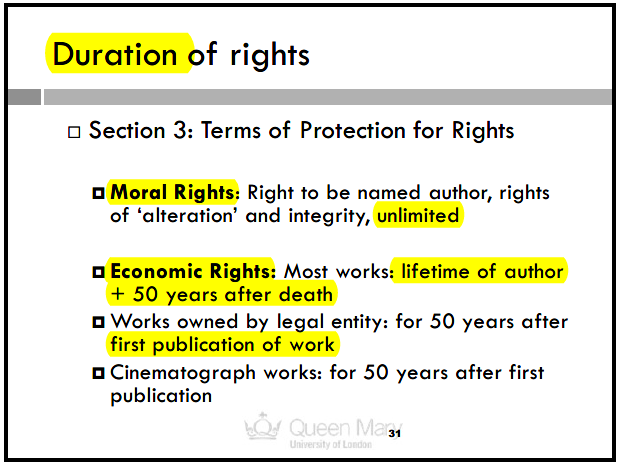 Duration of rights
Section 3: Terms of Protection for Rights
Moral Rights: Right to be named author, rights
of ‘alteration’ and integrity, unlimited
Economic Rights: Most works: lifetime of author
+ 50 years after death
Works owned by legal entity: for 50 years after
first publication of work
Cinematograph works: for 50 years after first
publication
Queen Mary
University of London
31